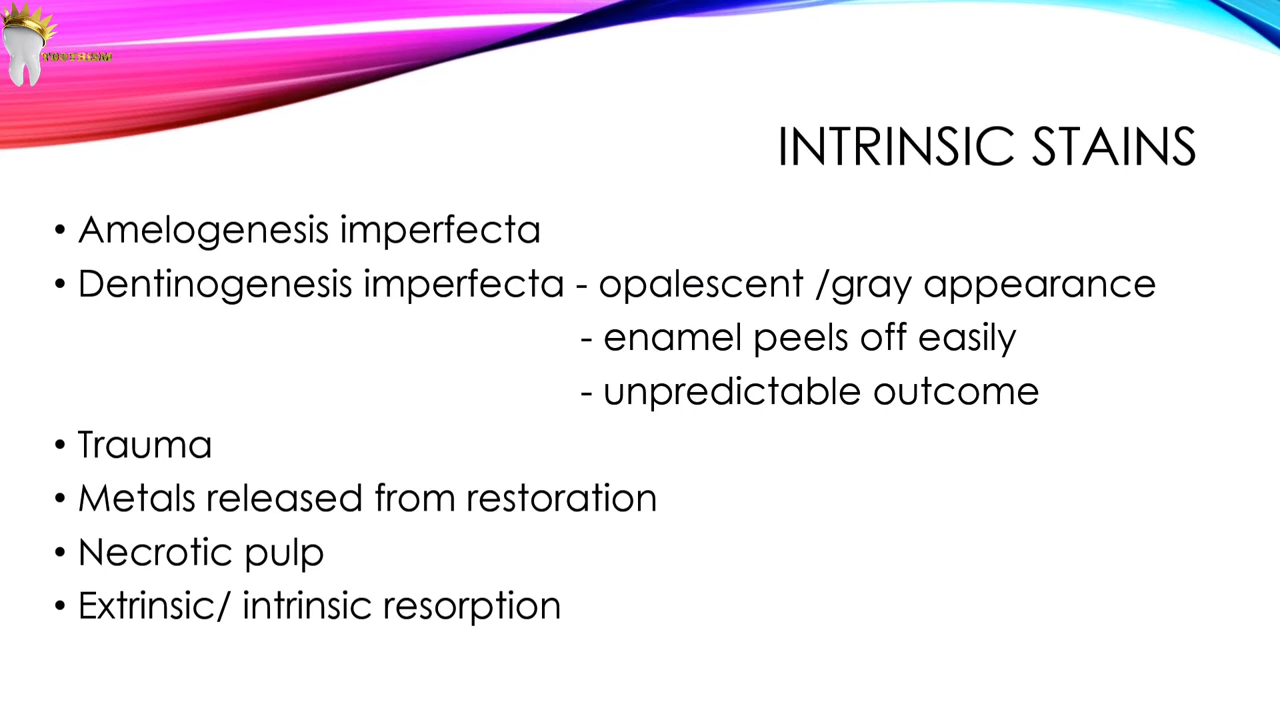 INTRINSIC STAINS
• Amelogenesis imperfecta
• Dentinogenesis imperfecta - opalescent /gray appearance
- enamel peels off easily
- unpredictable outcome
• Trauma
• Metals released from restoration
• Necrotic pulp
• Extrinsic/ intrinsic resorption